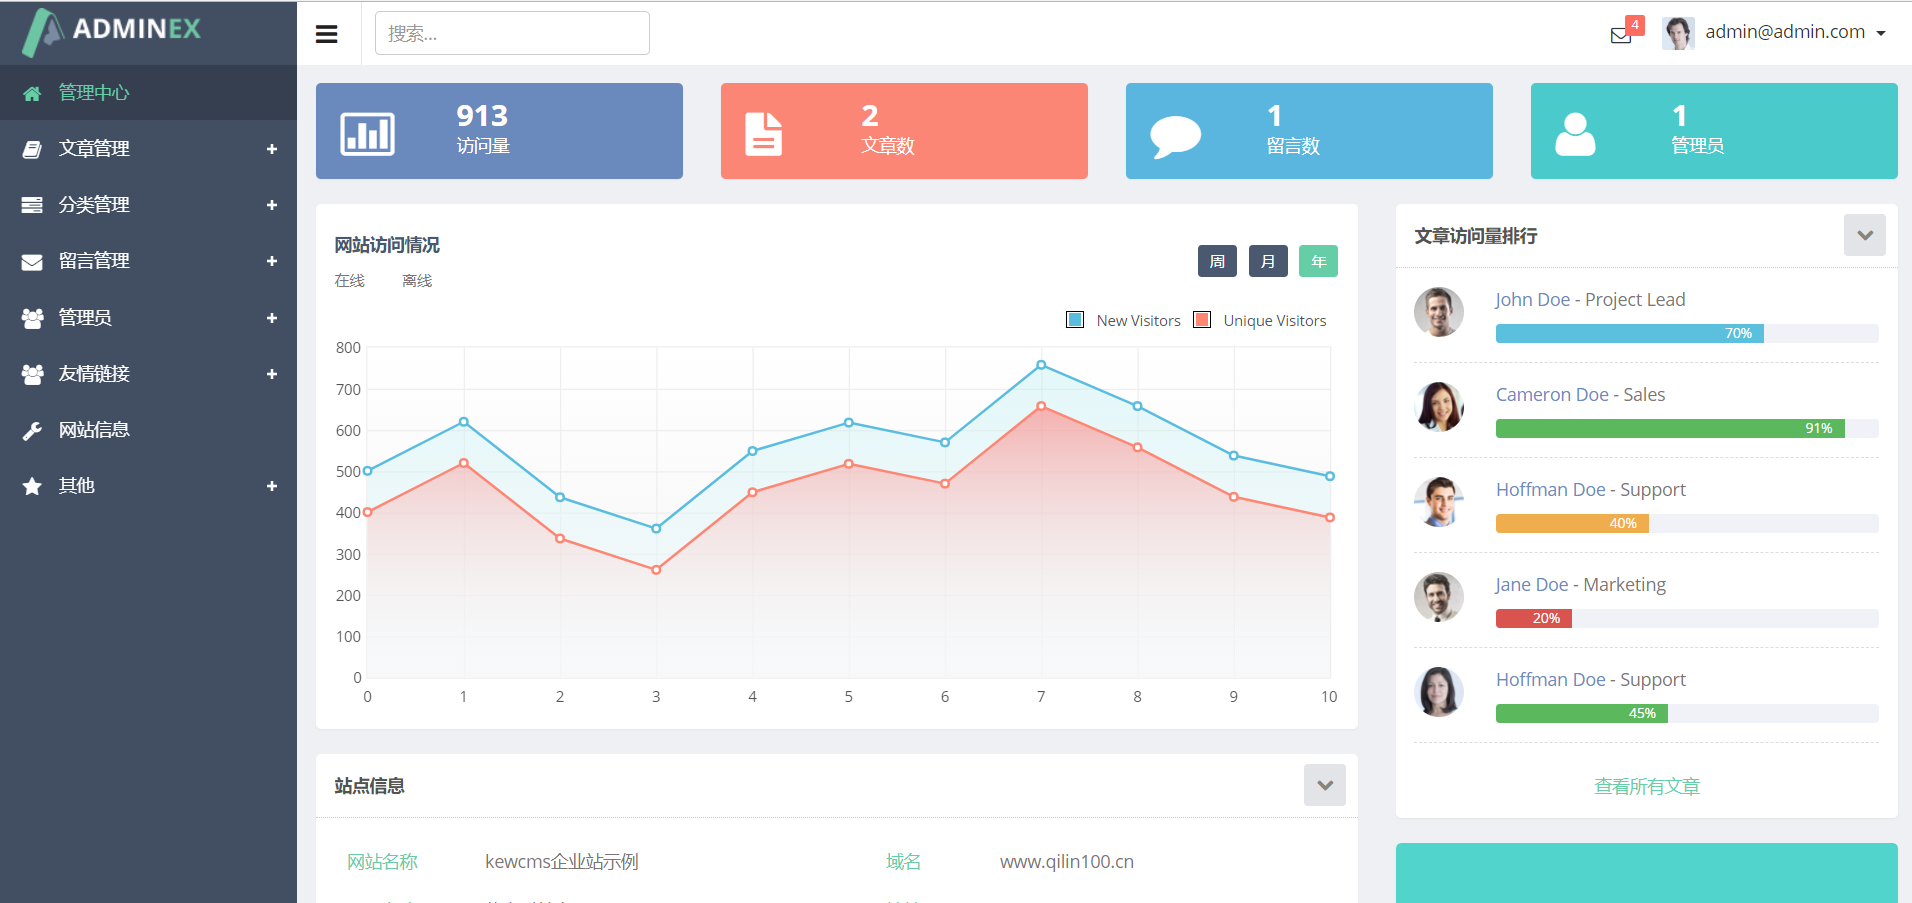 ADMINEX
搜索...
4
admin@admin.com
管理中心
文章管理
分类管理
留言管理
管理员
友情链接
网站信息
其他
913
访问量
2
文章数
1
留言数
1
管理员
网站访问情况
在线 离线
周 月 年
New Visitors Unique Visitors
800
700
600
500
400
300
200
100
0
0 1 2 3 4 5 6 7 8 9 10
文章访问量排行
John Doe - Project Lead
70%
Cameron Doe - Sales
91%
Hoffman Doe - Support
40%
Jane Doe - Marketing
20%
Hoffman Doe - Support
45%
查看所有文章
站点信息
网站名称 kewcms企业站示例 域名 www.qilin100.cn